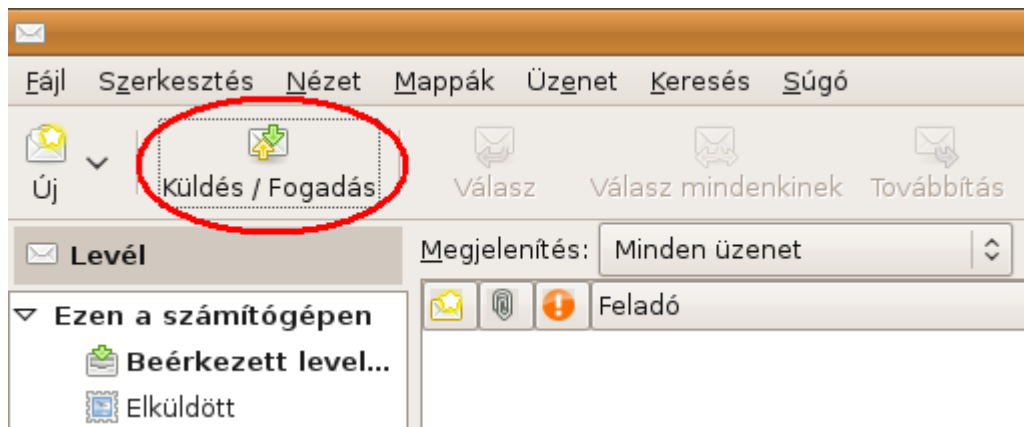 Fájl Szerkesztés Nézet Mappák Üzenet Keresés Súgó
Új Küldés / Fogadás Válasz Válasz mindenkinek Továbbítás
Levél
Megjelenítés: Minden üzenet
Feladó
Ezen a számítógépen
Beérkezett level...
Elküldött